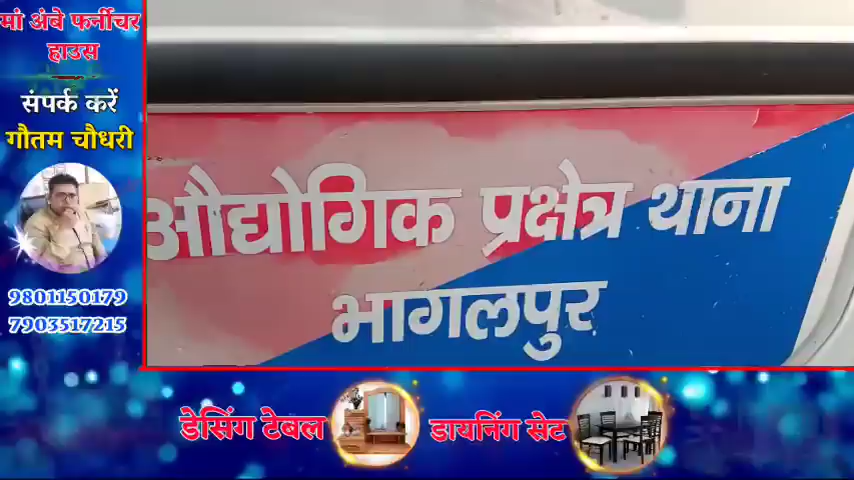 मां अंबे फर्नीचर
हाउस
संपर्क करें
गौतम चौधरी
9801150179
7903517215
औद्योगिक प्रक्षेत्र थाना
भागलपुर
डेसिंग टेबल
डायनिंग सेट